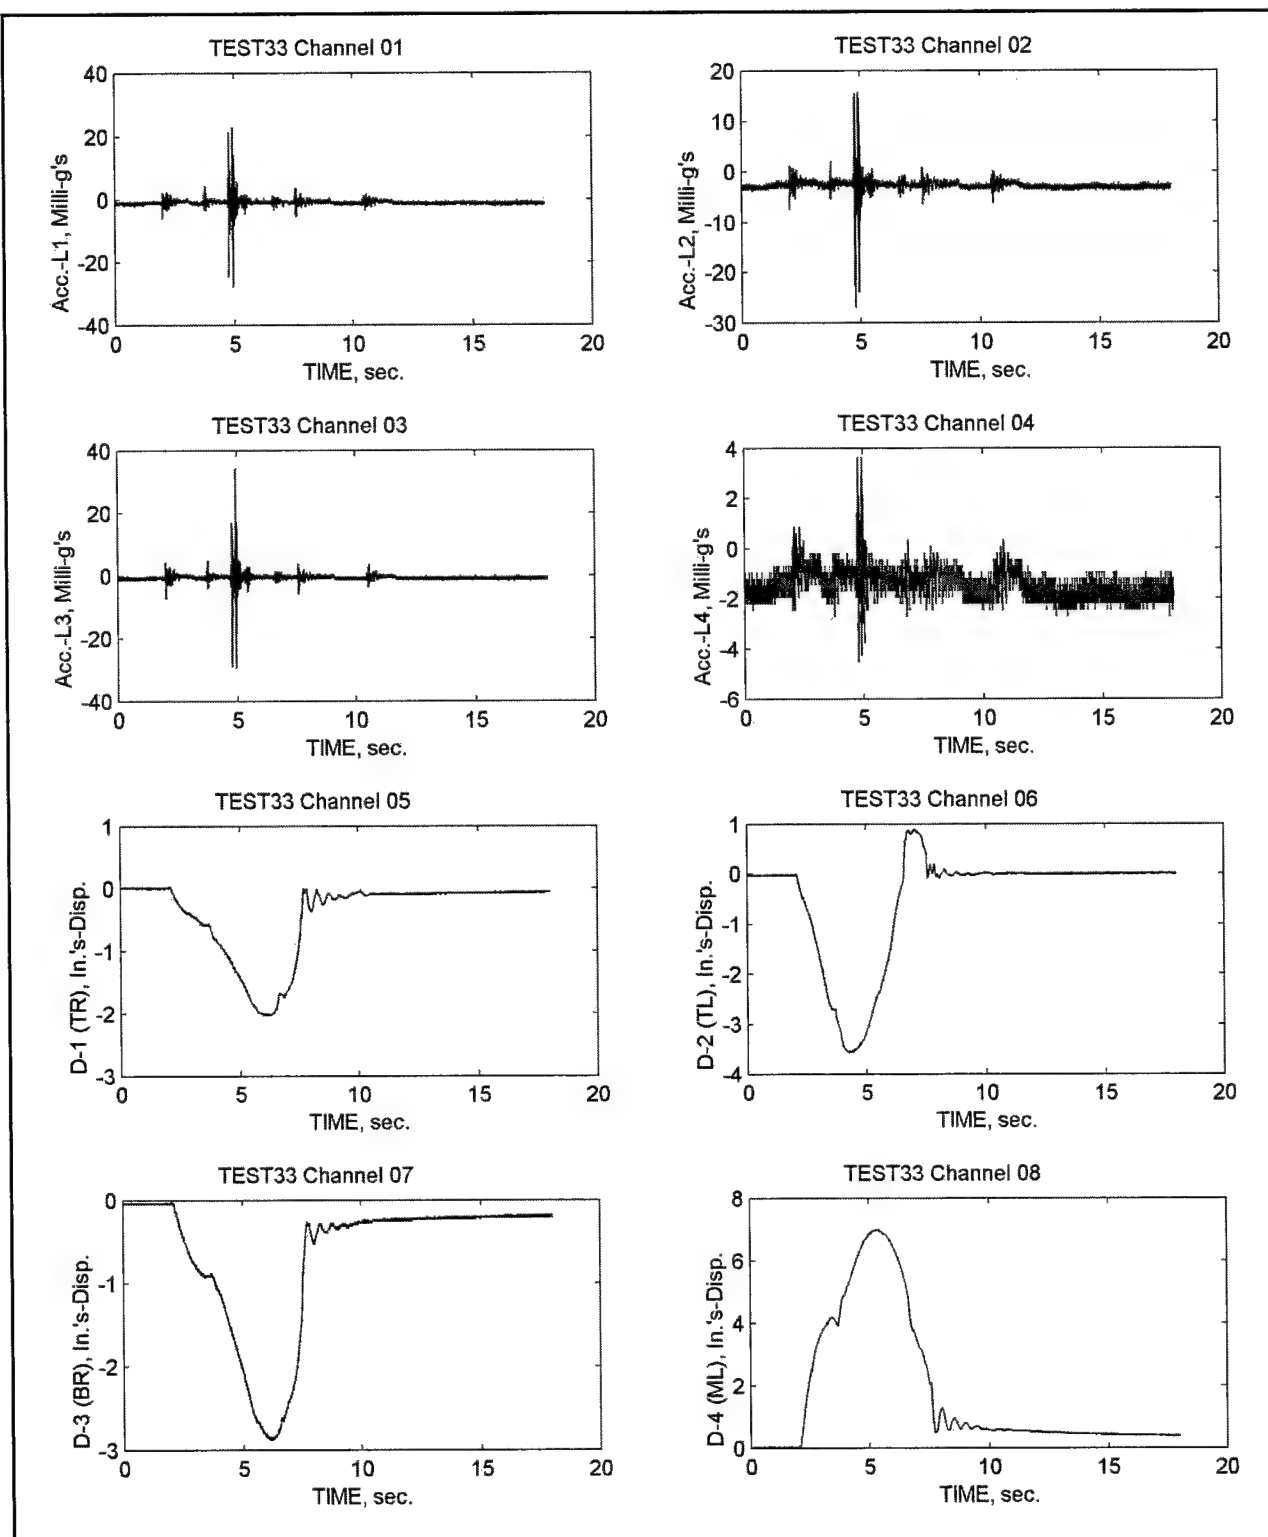 TEST33 Channel 01
40
20
0
-20
-40
Acc.-L1, Milli-g's
0 5 10 15 20
TIME, sec.
TEST33 Channel 02
20
10
0
-10
-20
-30
Acc.-L2, Milli-g's
0 5 10 15 20
TIME, sec.
TEST33 Channel 03
40
20
0
-20
-40
Acc.-L3, Milli-g's
0 5 10 15 20
TIME, sec.
TEST33 Channel 04
4
2
0
-2
-4
-6
Acc.-L4, Milli-g's
0 5 10 15 20
TIME, sec.
TEST33 Channel 05
1
0
-1
-2
-3
D-1 (TR), In.'s-Disp.
0 5 10 15 20
TIME, sec.
TEST33 Channel 06
1
0
-1
-2
-3
-4
D-2 (TL), In.'s-Disp.
0 5 10 15 20
TIME, sec.
TEST33 Channel 07
0
-1
-2
-3
D-3 (BR), In.'s-Disp.
0 5 10 15 20
TIME, sec.
TEST33 Channel 08
8
6
4
2
0
D-4 (ML), In.'s-Disp.
0 5 10 15 20
TIME, sec.